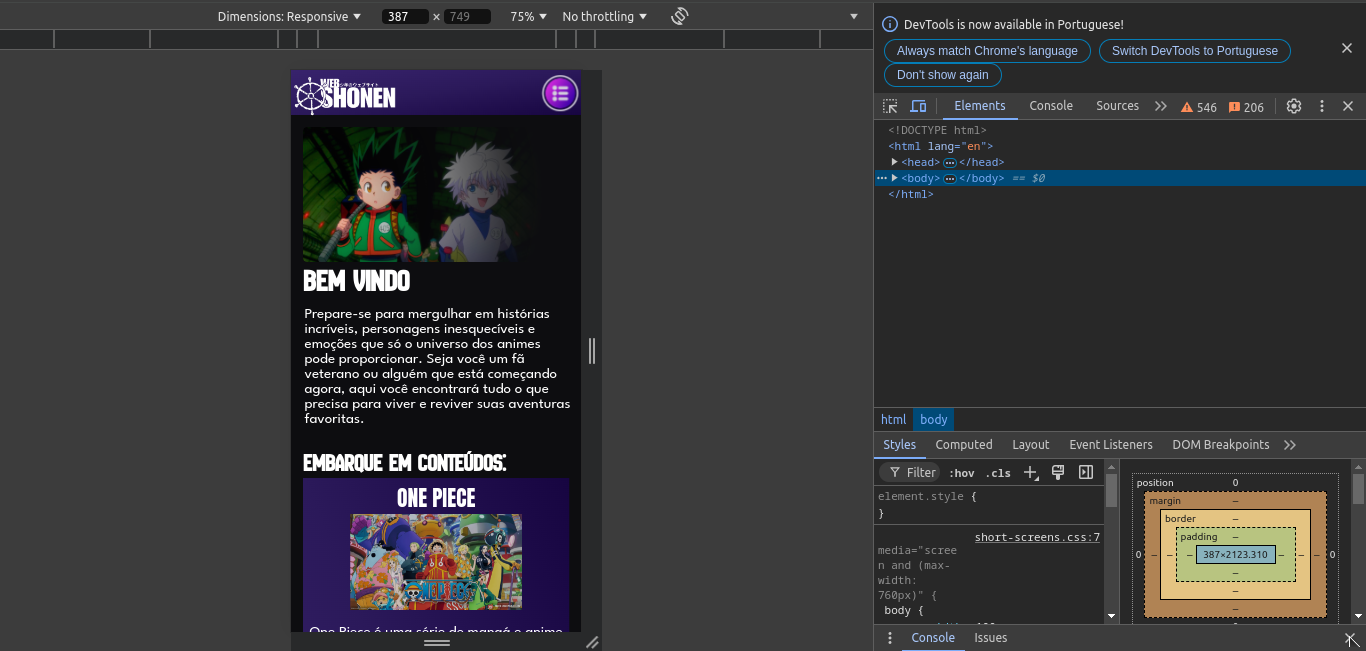 Dimensions: Responsive ▼ 387 × 749 75% ▼ No throttling ▼
DevTools is now available in Portuguese!
Always match Chrome's language
Switch DevTools to Portuguese
Don't show again
Elements Console Sources 546 206
<!DOCTYPE html>
<html lang="en">
<head> ••• </head>
<body> ••• </body> == $0
</html>
WEB
SHONEN
BEM VINDO
Prepare-se para mergulhar em histórias
incríveis, personagens inesquecíveis e
emoções que só o universo dos animes
pode proporcionar. Seja você um fã
veterano ou alguém que está começando
agora, aqui você encontrará tudo o que
precisa para viver e reviver suas aventuras
favoritas.
EMBARQUE EM CONTEÚDOS:
ONE PIECE
ONE PIECE
One Piece é uma série de mangá e anime
html body
Styles Computed Layout Event Listeners DOM Breakpoints
Filter :hov .cls
element.style {
}
short-screens.css:7
media="scree
n and (max-
width:
760px)" {
body {
position 0
margin –
border –
padding –
0 – – – 387×2123.310 – – – 0
–
–
–
Console Issues